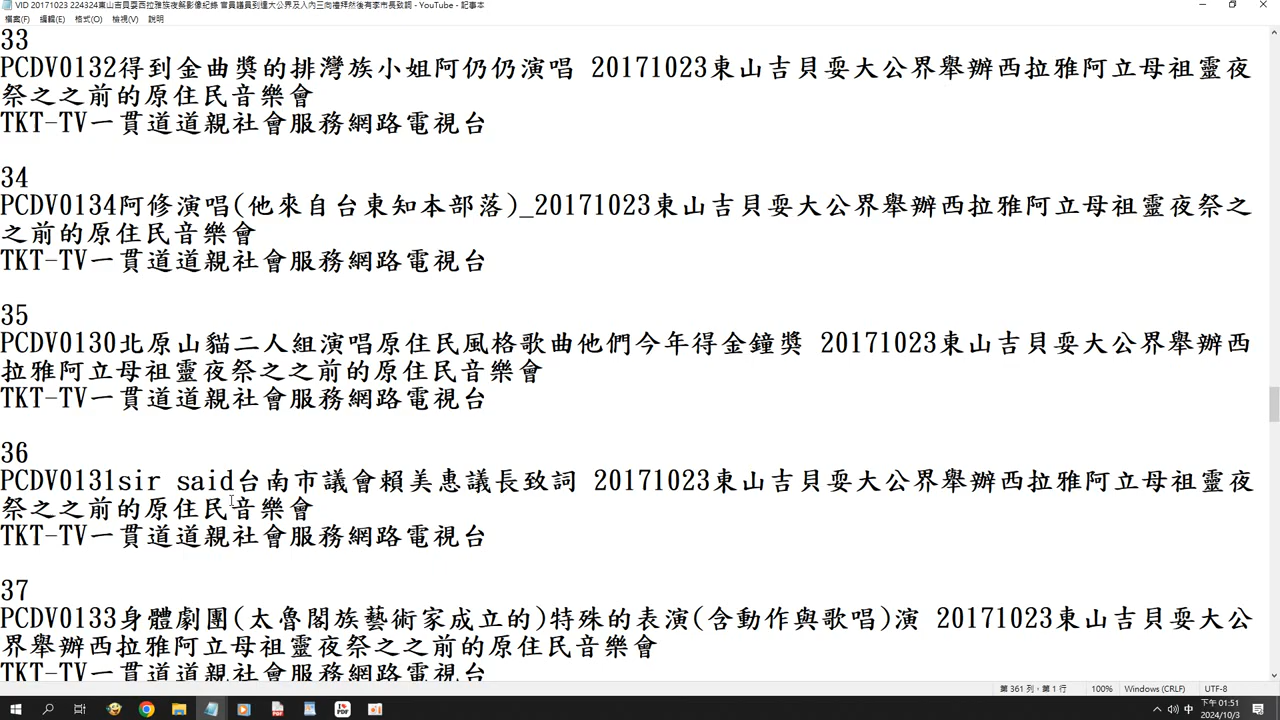 VID 20171023 224324東山吉貝耍西拉雅族夜祭影像紀錄 官員議員到達大公界及入內三向禮拜然後有李市長致詞 - YouTube - 記事本
檔案(F) 編輯(E) 格式(O) 檢視(V) 說明
33
PCDV0132得到金曲獎的排灣族小姐阿仍仍演唱 20171023東山吉貝耍大公界舉辦西拉雅阿立母祖靈夜
祭之之前的原住民音樂會
TKT-TV一貫道道親社會服務網路電視台
34
PCDV0134阿修演唱(他來自台東知本部落)_20171023東山吉貝耍大公界舉辦西拉雅阿立母祖靈夜祭之
之前的原住民音樂會
TKT-TV一貫道道親社會服務網路電視台
35
PCDV0130北原山貓二人組演唱原住民風格歌曲他們今年得金鐘獎 20171023東山吉貝耍大公界舉辦西
拉雅阿立母祖靈夜祭之之前的原住民音樂會
TKT-TV一貫道道親社會服務網路電視台
36
PCDV0131sir said台南市議會賴美惠議長致詞 20171023東山吉貝耍大公界舉辦西拉雅阿立母祖靈夜
祭之之前的原住民音樂會
TKT-TV一貫道道親社會服務網路電視台
37
PCDV0133身體劇團(太魯閣族藝術家成立的)特殊的表演(含動作與歌唱)演 20171023東山吉貝耍大公
界舉辦西拉雅阿立母祖靈夜祭之之前的原住民音樂會
TKT-TV一貫道道親社會服務網路電視台
第 361 列，第 1 行 100% Windows (CRLF) UTF-8
中 下午 01:51
2024/10/3